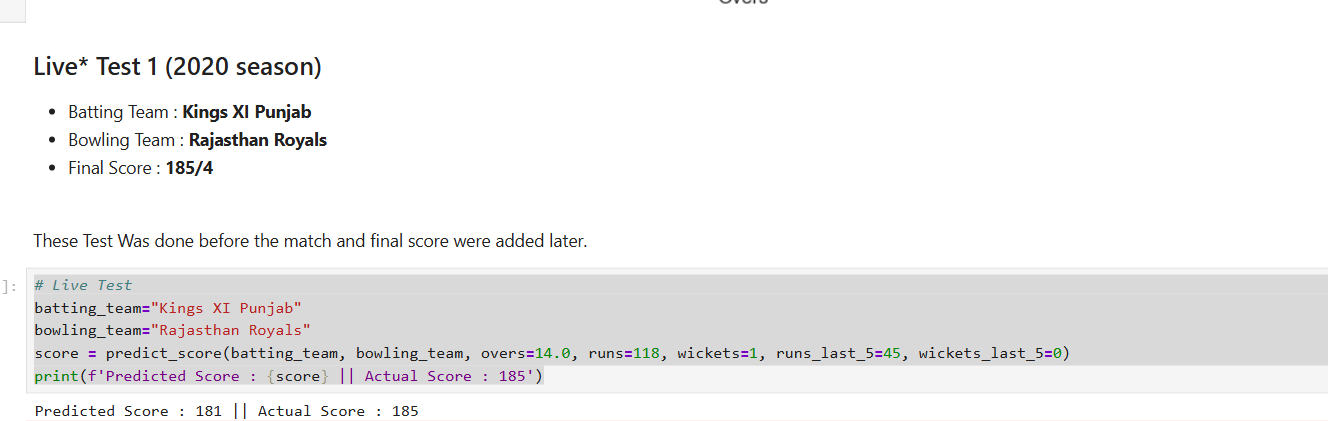 Live* Test 1 (2020 season)
• Batting Team : Kings XI Punjab
• Bowling Team : Rajasthan Royals
• Final Score : 185/4
These Test Was done before the match and final score were added later.
]:
# Live Test
batting_team="Kings XI Punjab"
bowling_team="Rajasthan Royals"
score = predict_score(batting_team, bowling_team, overs=14.0, runs=118, wickets=1, runs_last_5=45, wickets_last_5=0)
print(f'Predicted Score : {score} || Actual Score : 185')
Predicted Score : 181 || Actual Score : 185